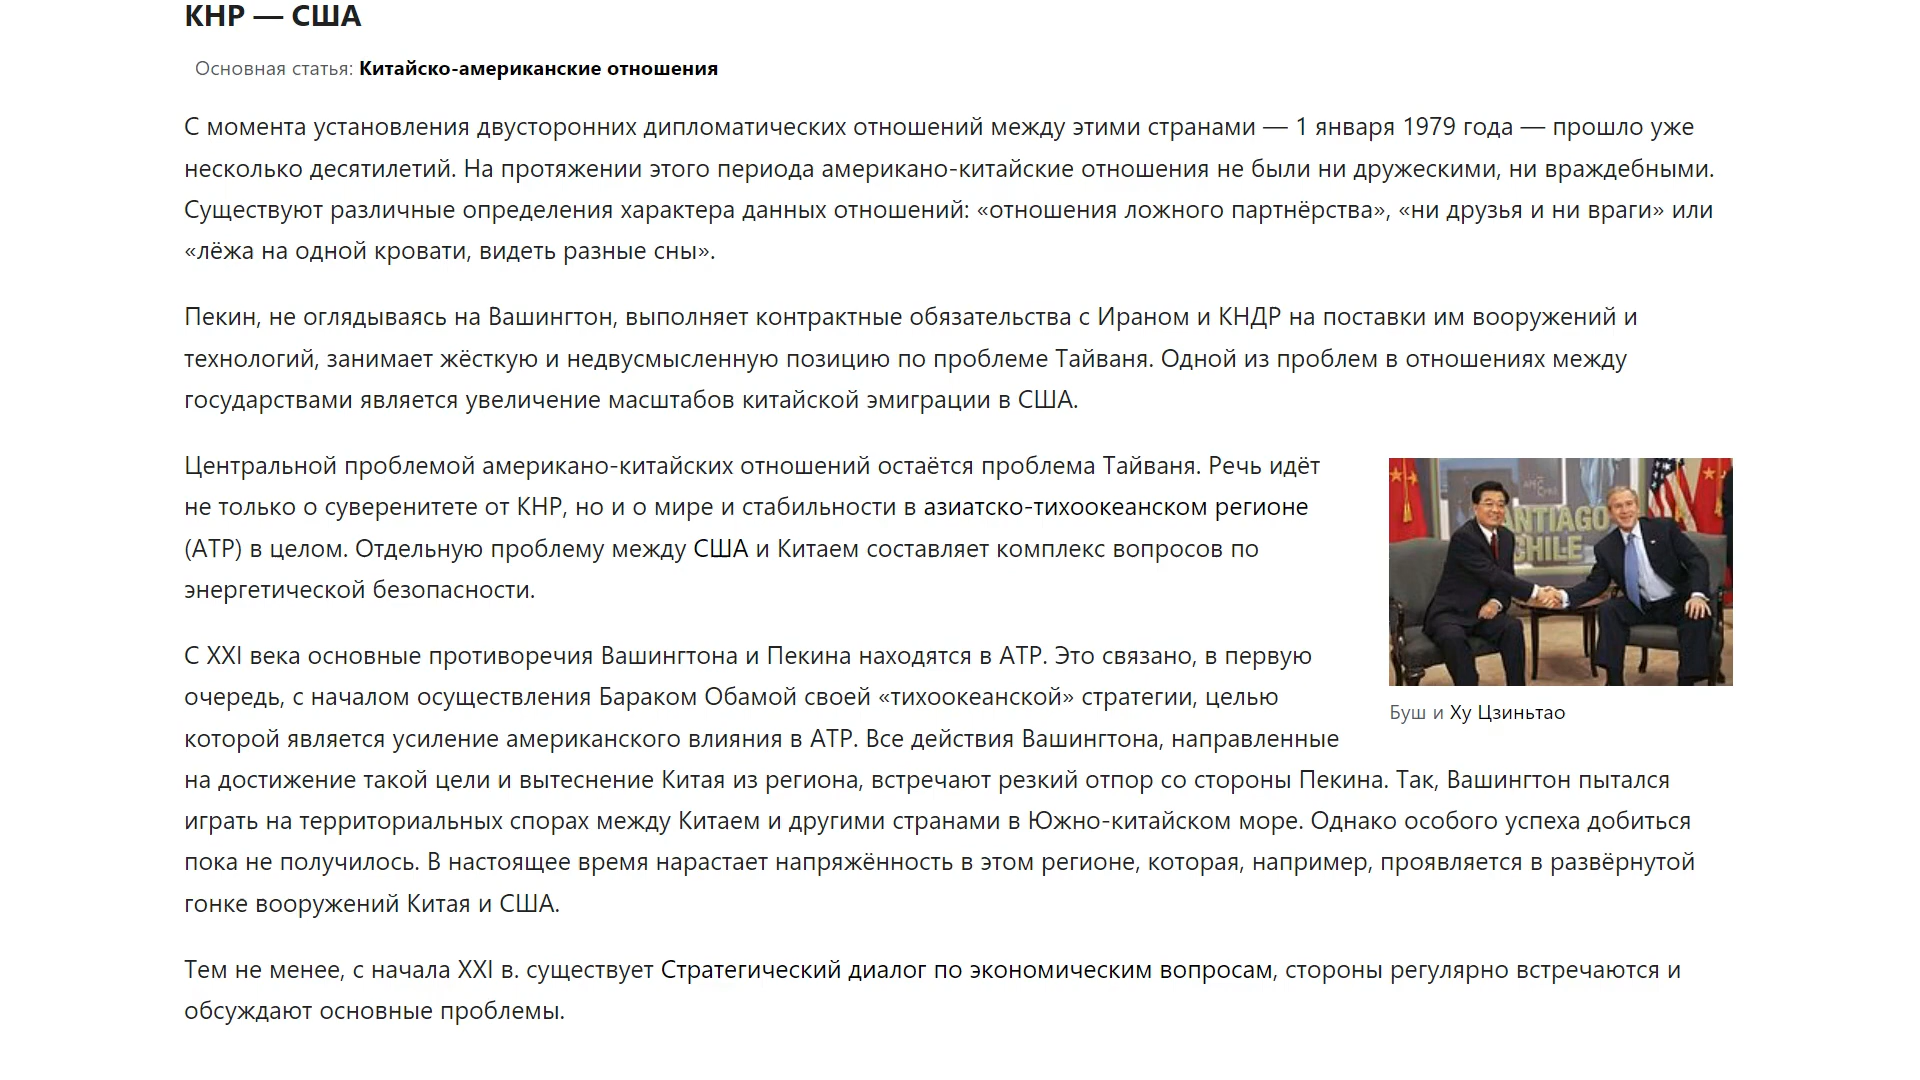 КНР — США
Основная статья: Китайско-американские отношения
С момента установления двусторонних дипломатических отношений между этими странами — 1 января 1979 года — прошло уже
несколько десятилетий. На протяжении этого периода американо-китайские отношения не были ни дружескими, ни враждебными.
Существуют различные определения характера данных отношений: «отношения ложного партнёрства», «ни друзья и ни враги» или
«лёжа на одной кровати, видеть разные сны».
Пекин, не оглядываясь на Вашингтон, выполняет контрактные обязательства с Ираном и КНДР на поставки им вооружений и
технологий, занимает жёсткую и недвусмысленную позицию по проблеме Тайваня. Одной из проблем в отношениях между
государствами является увеличение масштабов китайской эмиграции в США.
Центральной проблемой американо-китайских отношений остаётся проблема Тайваня. Речь идёт
не только о суверенитете от КНР, но и о мире и стабильности в азиатско-тихоокеанском регионе
(АТР) в целом. Отдельную проблему между США и Китаем составляет комплекс вопросов по
энергетической безопасности.
ANTIAGO
CHILE
Буш и Ху Цзиньтао
С XXI века основные противоречия Вашингтона и Пекина находятся в АТР. Это связано, в первую
очередь, с началом осуществления Бараком Обамой своей «тихоокеанской» стратегии, целью
которой является усиление американского влияния в АТР. Все действия Вашингтона, направленные
на достижение такой цели и вытеснение Китая из региона, встречают резкий отпор со стороны Пекина. Так, Вашингтон пытался
играть на территориальных спорах между Китаем и другими странами в Южно-китайском море. Однако особого успеха добиться
пока не получилось. В настоящее время нарастает напряжённость в этом регионе, которая, например, проявляется в развёрнутой
гонке вооружений Китая и США.
Тем не менее, с начала XXI в. существует Стратегический диалог по экономическим вопросам, стороны регулярно встречаются и
обсуждают основные проблемы.